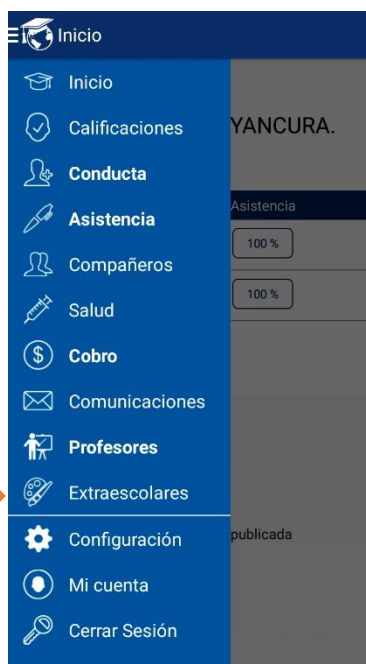 Inicio
Inicio
Calificaciones
YANCURA.
Conducta
Asistencia
Asistencia
100 %
Compañeros
100 %
Salud
Cobro
Comunicaciones
Profesores
Extraescolares
Configuración
publicada
Mi cuenta
Cerrar Sesión